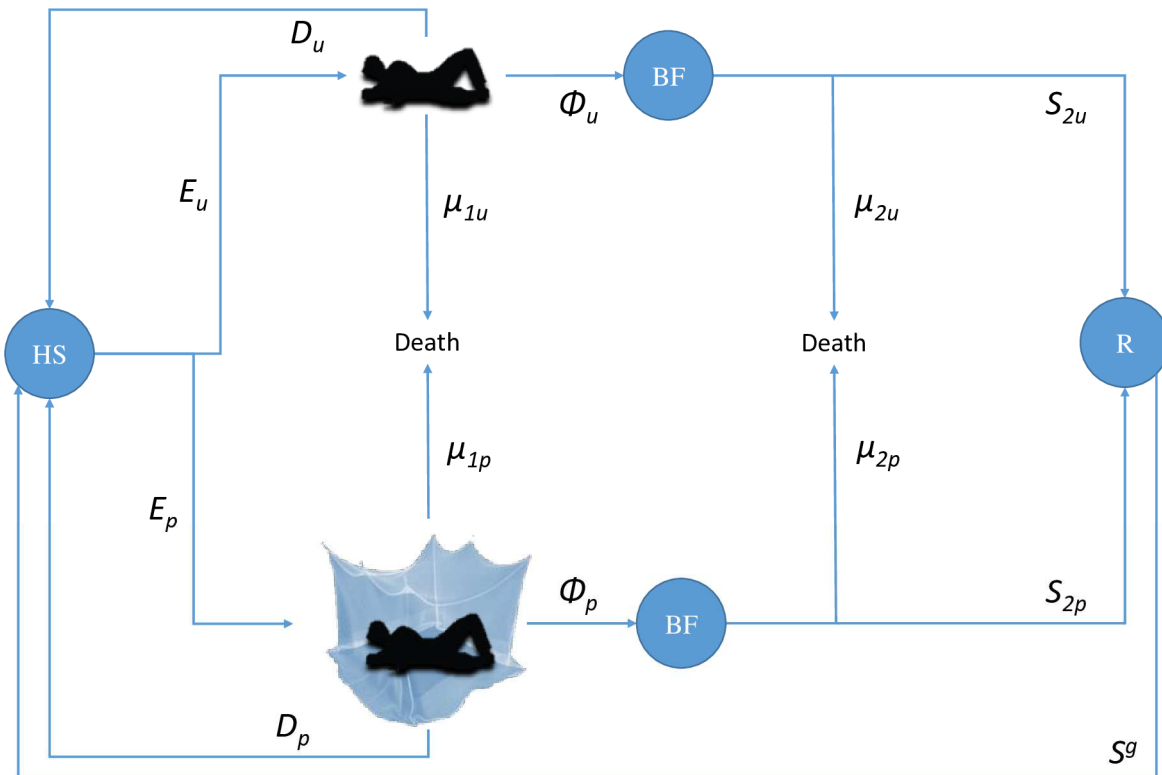 D_u
Φ_u
BF
S_2u
E_u
μ_1u
μ_2u
HS
Death
Death
R
μ_1p
μ_2p
E_p
Φ_p
BF
S_2p
D_p
S^g